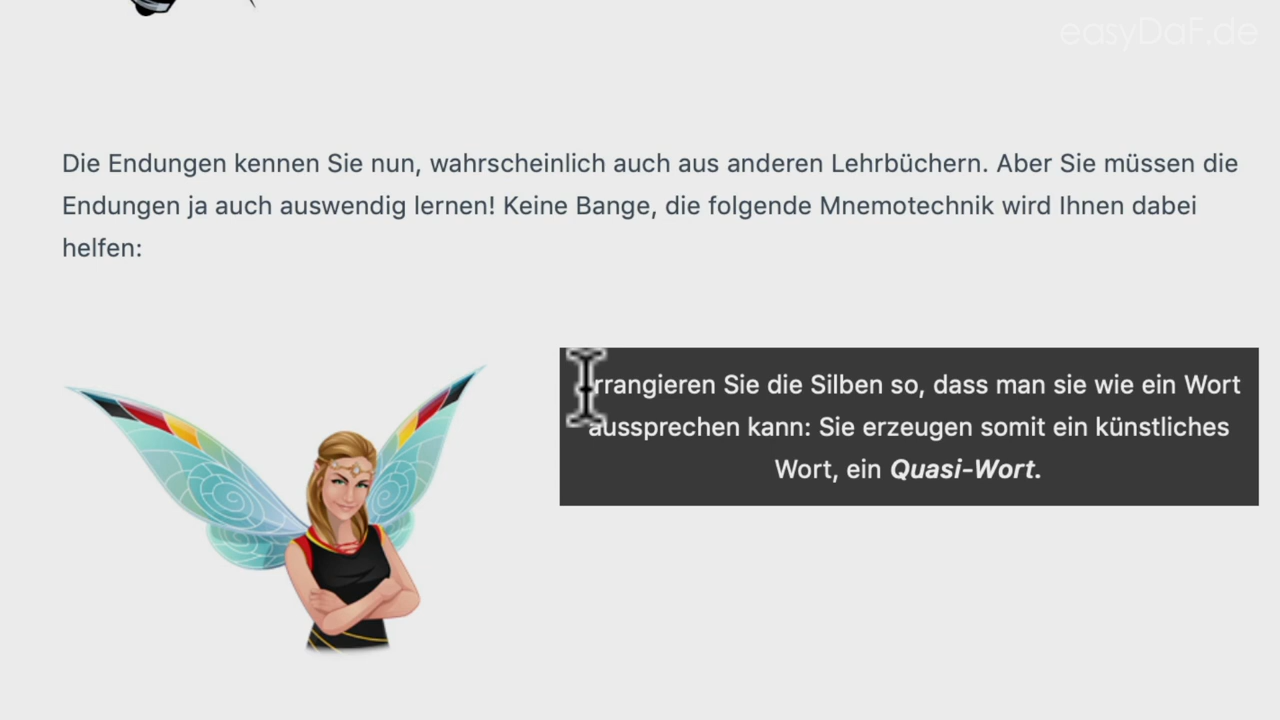 easyDaF.de
Die Endungen kennen Sie nun, wahrscheinlich auch aus anderen Lehrbüchern. Aber Sie müssen die
Endungen ja auch auswendig lernen! Keine Bange, die folgende Mnemotechnik wird Ihnen dabei
helfen:
Arrangieren Sie die Silben so, dass man sie wie ein Wort
aussprechen kann: Sie erzeugen somit ein künstliches
Wort, ein Quasi-Wort.